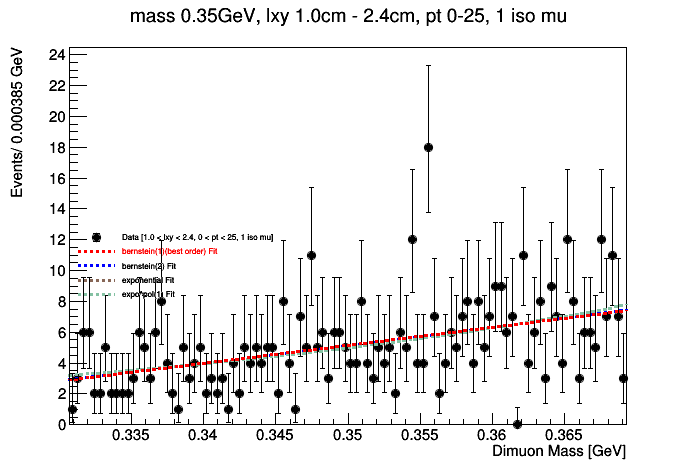 mass 0.35GeV, lxy 1.0cm - 2.4cm, pt 0-25, 1 iso mu
Events/ 0.000385 GeV
24
22
20
18
16
14
12
10
8
6
4
2
0
Data [1.0 < lxy < 2.4, 0 < pt < 25, 1 iso mu]
bernstein(1)(best order) Fit
bernstein(2) Fit
exponential Fit
expo*pol(1) Fit
0.335 0.34 0.345 0.35 0.355 0.36 0.365
Dimuon Mass [GeV]